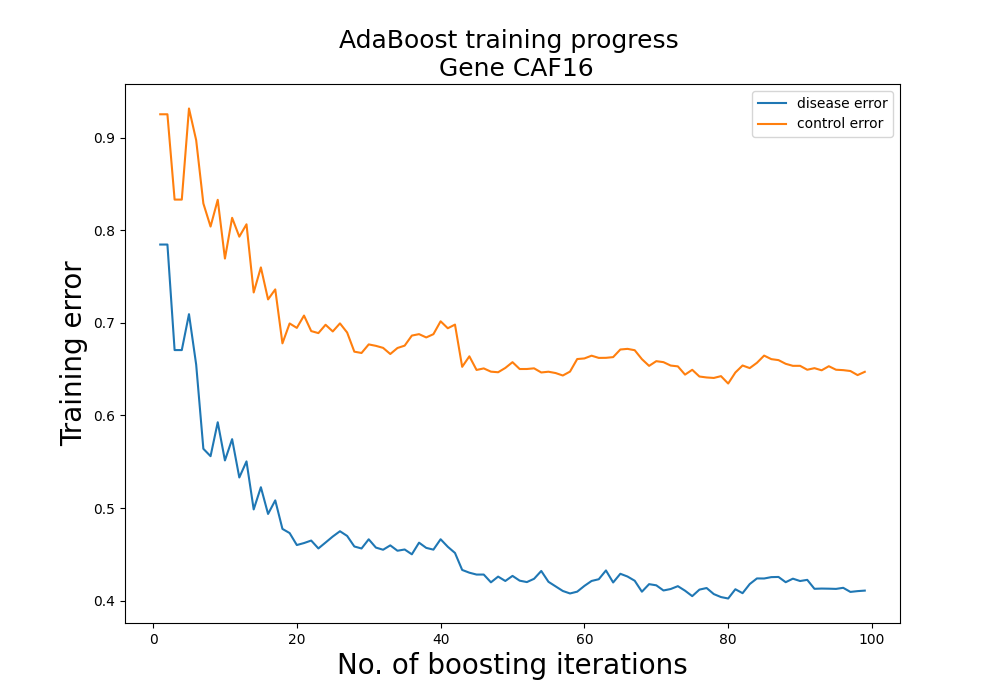 AdaBoost training progress
Gene CAF16
disease error
control error
Training error
0.9
0.8
0.7
0.6
0.5
0.4
0
20
40
60
80
100
No. of boosting iterations